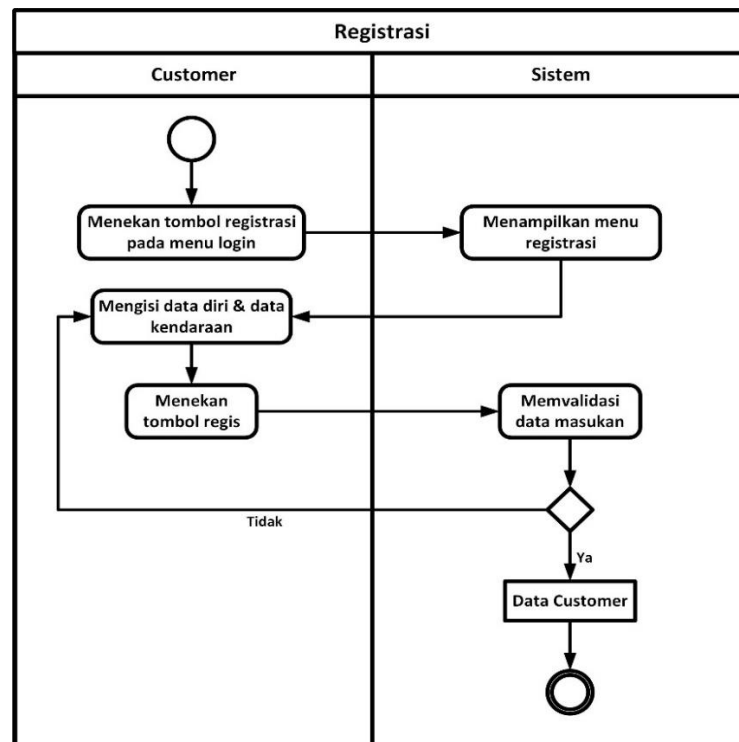 Registrasi
Customer
Sistem
Menekan tombol registrasi
pada menu login
Menampilkan menu
registrasi
Mengisi data diri & data
kendaraan
Menekan
tombol regis
Memvalidasi
data masukan
Tidak
Ya
Data Customer